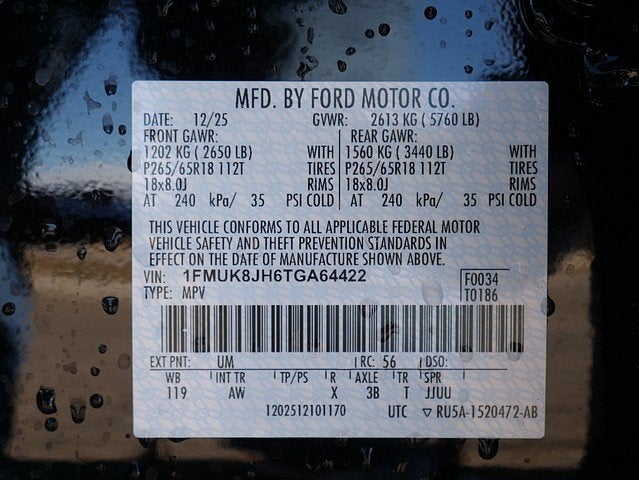 MFD. BY FORD MOTOR CO.
DATE: 12/25 GVWR: 2613 KG ( 5760 LB)
FRONT GAWR: REAR GAWR:
1202 KG ( 2650 LB) WITH 1560 KG ( 3440 LB) WITH
P265/65R18 112T TIRES P265/65R18 112T TIRES
18x8.0J RIMS 18x8.0J RIMS
AT 240 kPa/ 35 PSI COLD AT 240 kPa/ 35 PSI COLD
THIS VEHICLE CONFORMS TO ALL APPLICABLE FEDERAL MOTOR
VEHICLE SAFETY AND THEFT PREVENTION STANDARDS IN
EFFECT ON THE DATE OF MANUFACTURE SHOWN ABOVE.
VIN: 1FMUK8JH6TGA64422 F0034
TYPE: MPV T0186
EXT PNT: UM RC: 56 DSO:
WB INT TR TP/PS R AXLE TR SPR
119 AW X 3B T JJUU
1202512101170 UTC ▽ RU5A-1520472-AB